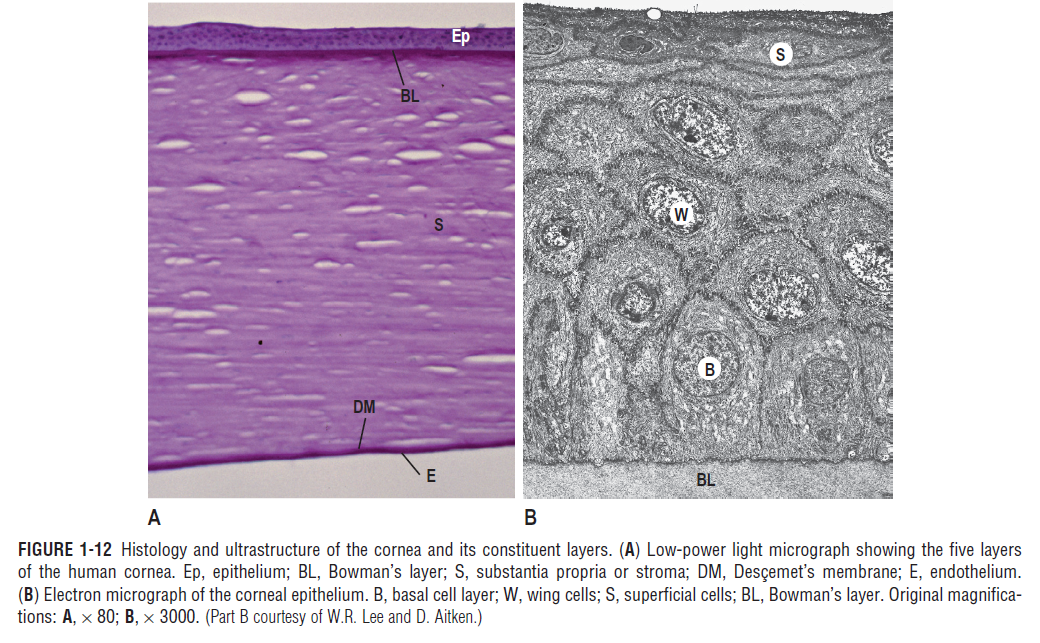 Ep
BL
S
DM
E
A
S
W
B
BL
B
FIGURE 1-12 Histology and ultrastructure of the cornea and its constituent layers. (A) Low-power light micrograph showing the five layers
of the human cornea. Ep, epithelium; BL, Bowman's layer; S, substantia propria or stroma; DM, Desçemet's membrane; E, endothelium.
(B) Electron micrograph of the corneal epithelium. B, basal cell layer; W, wing cells; S, superficial cells; BL, Bowman's layer. Original magnifica-
tions: A, × 80; B, × 3000. (Part B courtesy of W.R. Lee and D. Aitken.)